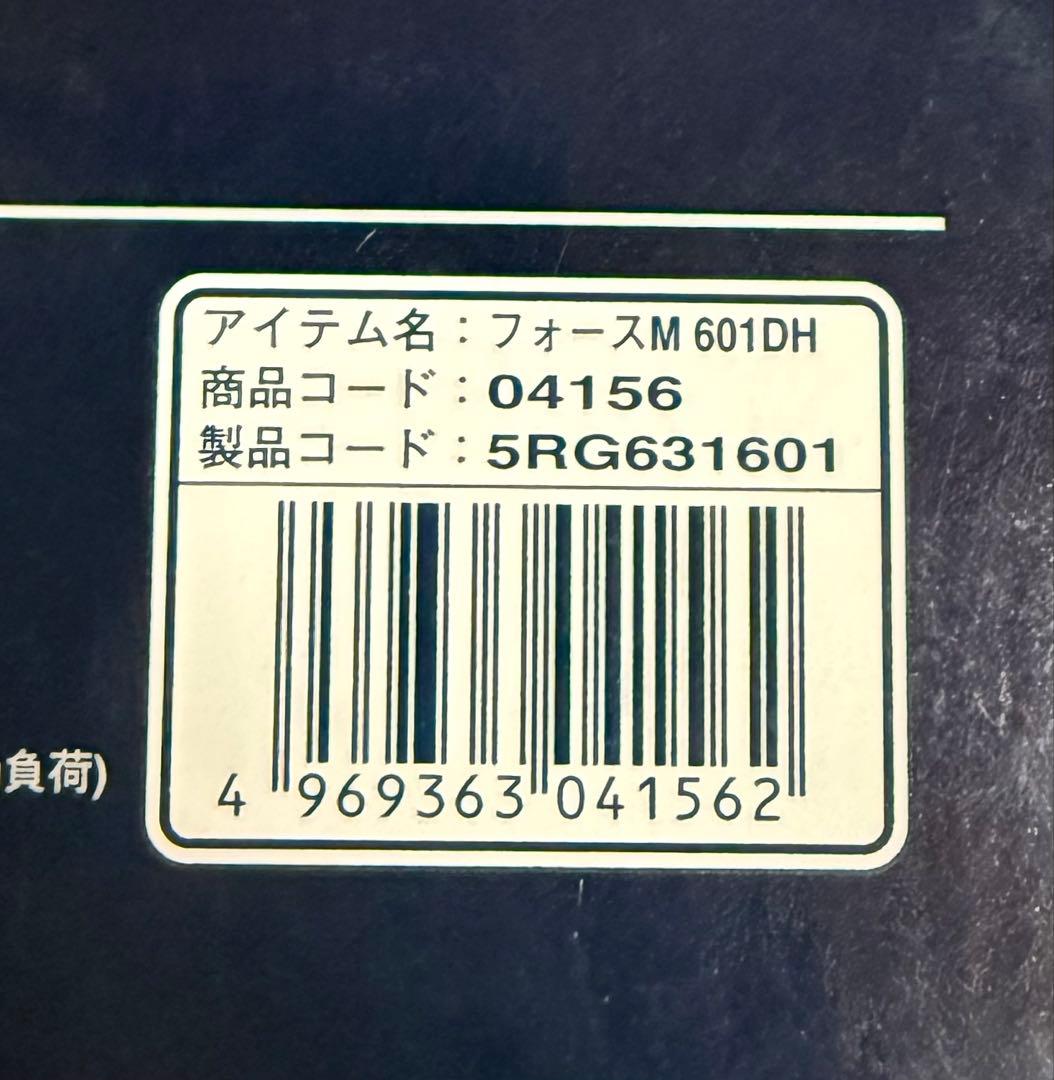 アイテム名：フォースM 601DH
商品コード：04156
製品コード：5RG631601
負荷)
4 969363 041562